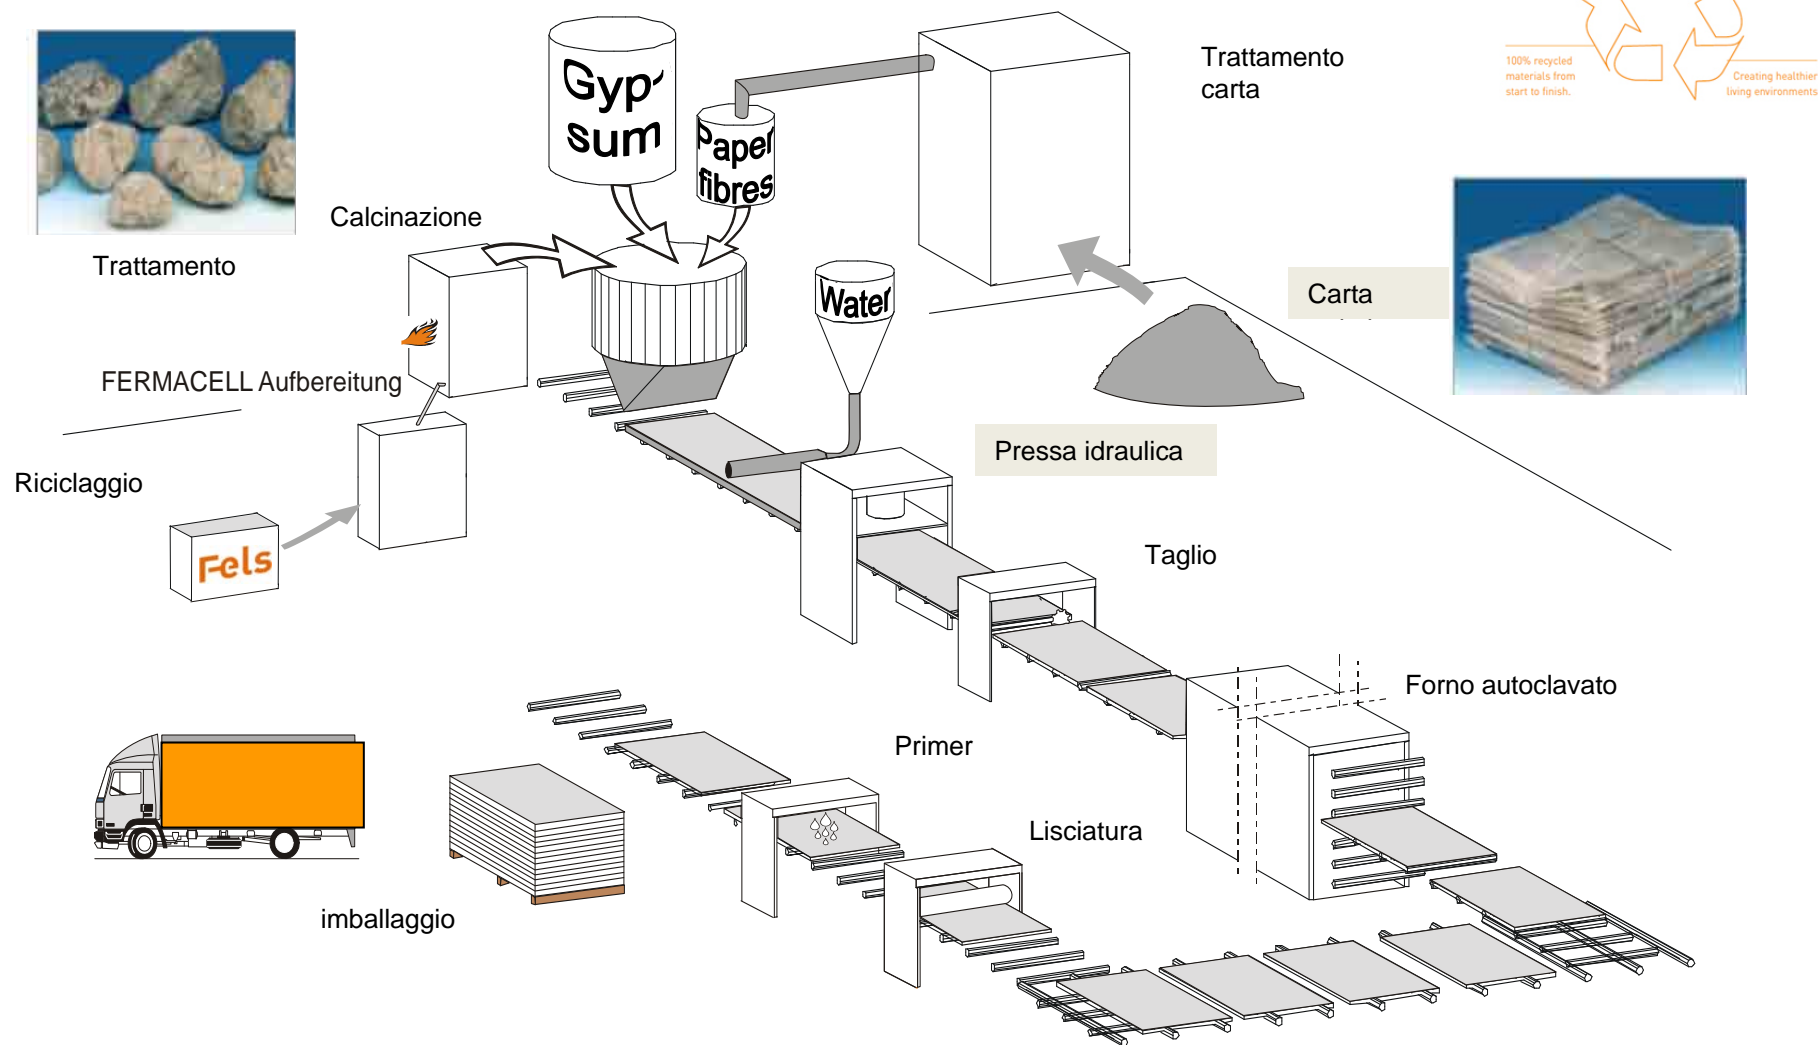 100% recycled
materials from
start to finish.
Creating healthier
living environments
Gyp-
sum
Paper
fibres
Trattamento
carta
Calcinazione
Trattamento
Water
Carta
FERMACELL Aufbereitung
Pressa idraulica
Riciclaggio
Fels
Taglio
Forno autoclavato
Primer
Lisciatura
imballaggio